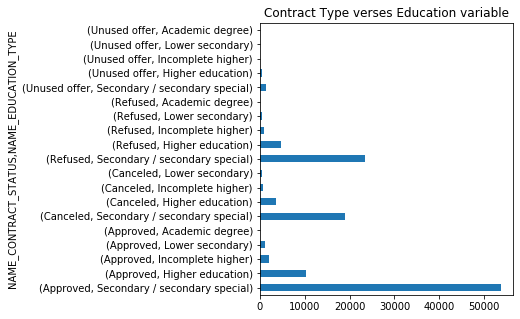 Contract Type verses Education variable
NAME_CONTRACT_STATUS,NAME_EDUCATION_TYPE
(Unused offer, Academic degree)
(Unused offer, Lower secondary)
(Unused offer, Incomplete higher)
(Unused offer, Higher education)
(Unused offer, Secondary / secondary special)
(Refused, Academic degree)
(Refused, Lower secondary)
(Refused, Incomplete higher)
(Refused, Higher education)
(Refused, Secondary / secondary special)
(Canceled, Lower secondary)
(Canceled, Incomplete higher)
(Canceled, Higher education)
(Canceled, Secondary / secondary special)
(Approved, Academic degree)
(Approved, Lower secondary)
(Approved, Incomplete higher)
(Approved, Higher education)
(Approved, Secondary / secondary special)
0 10000 20000 30000 40000 50000